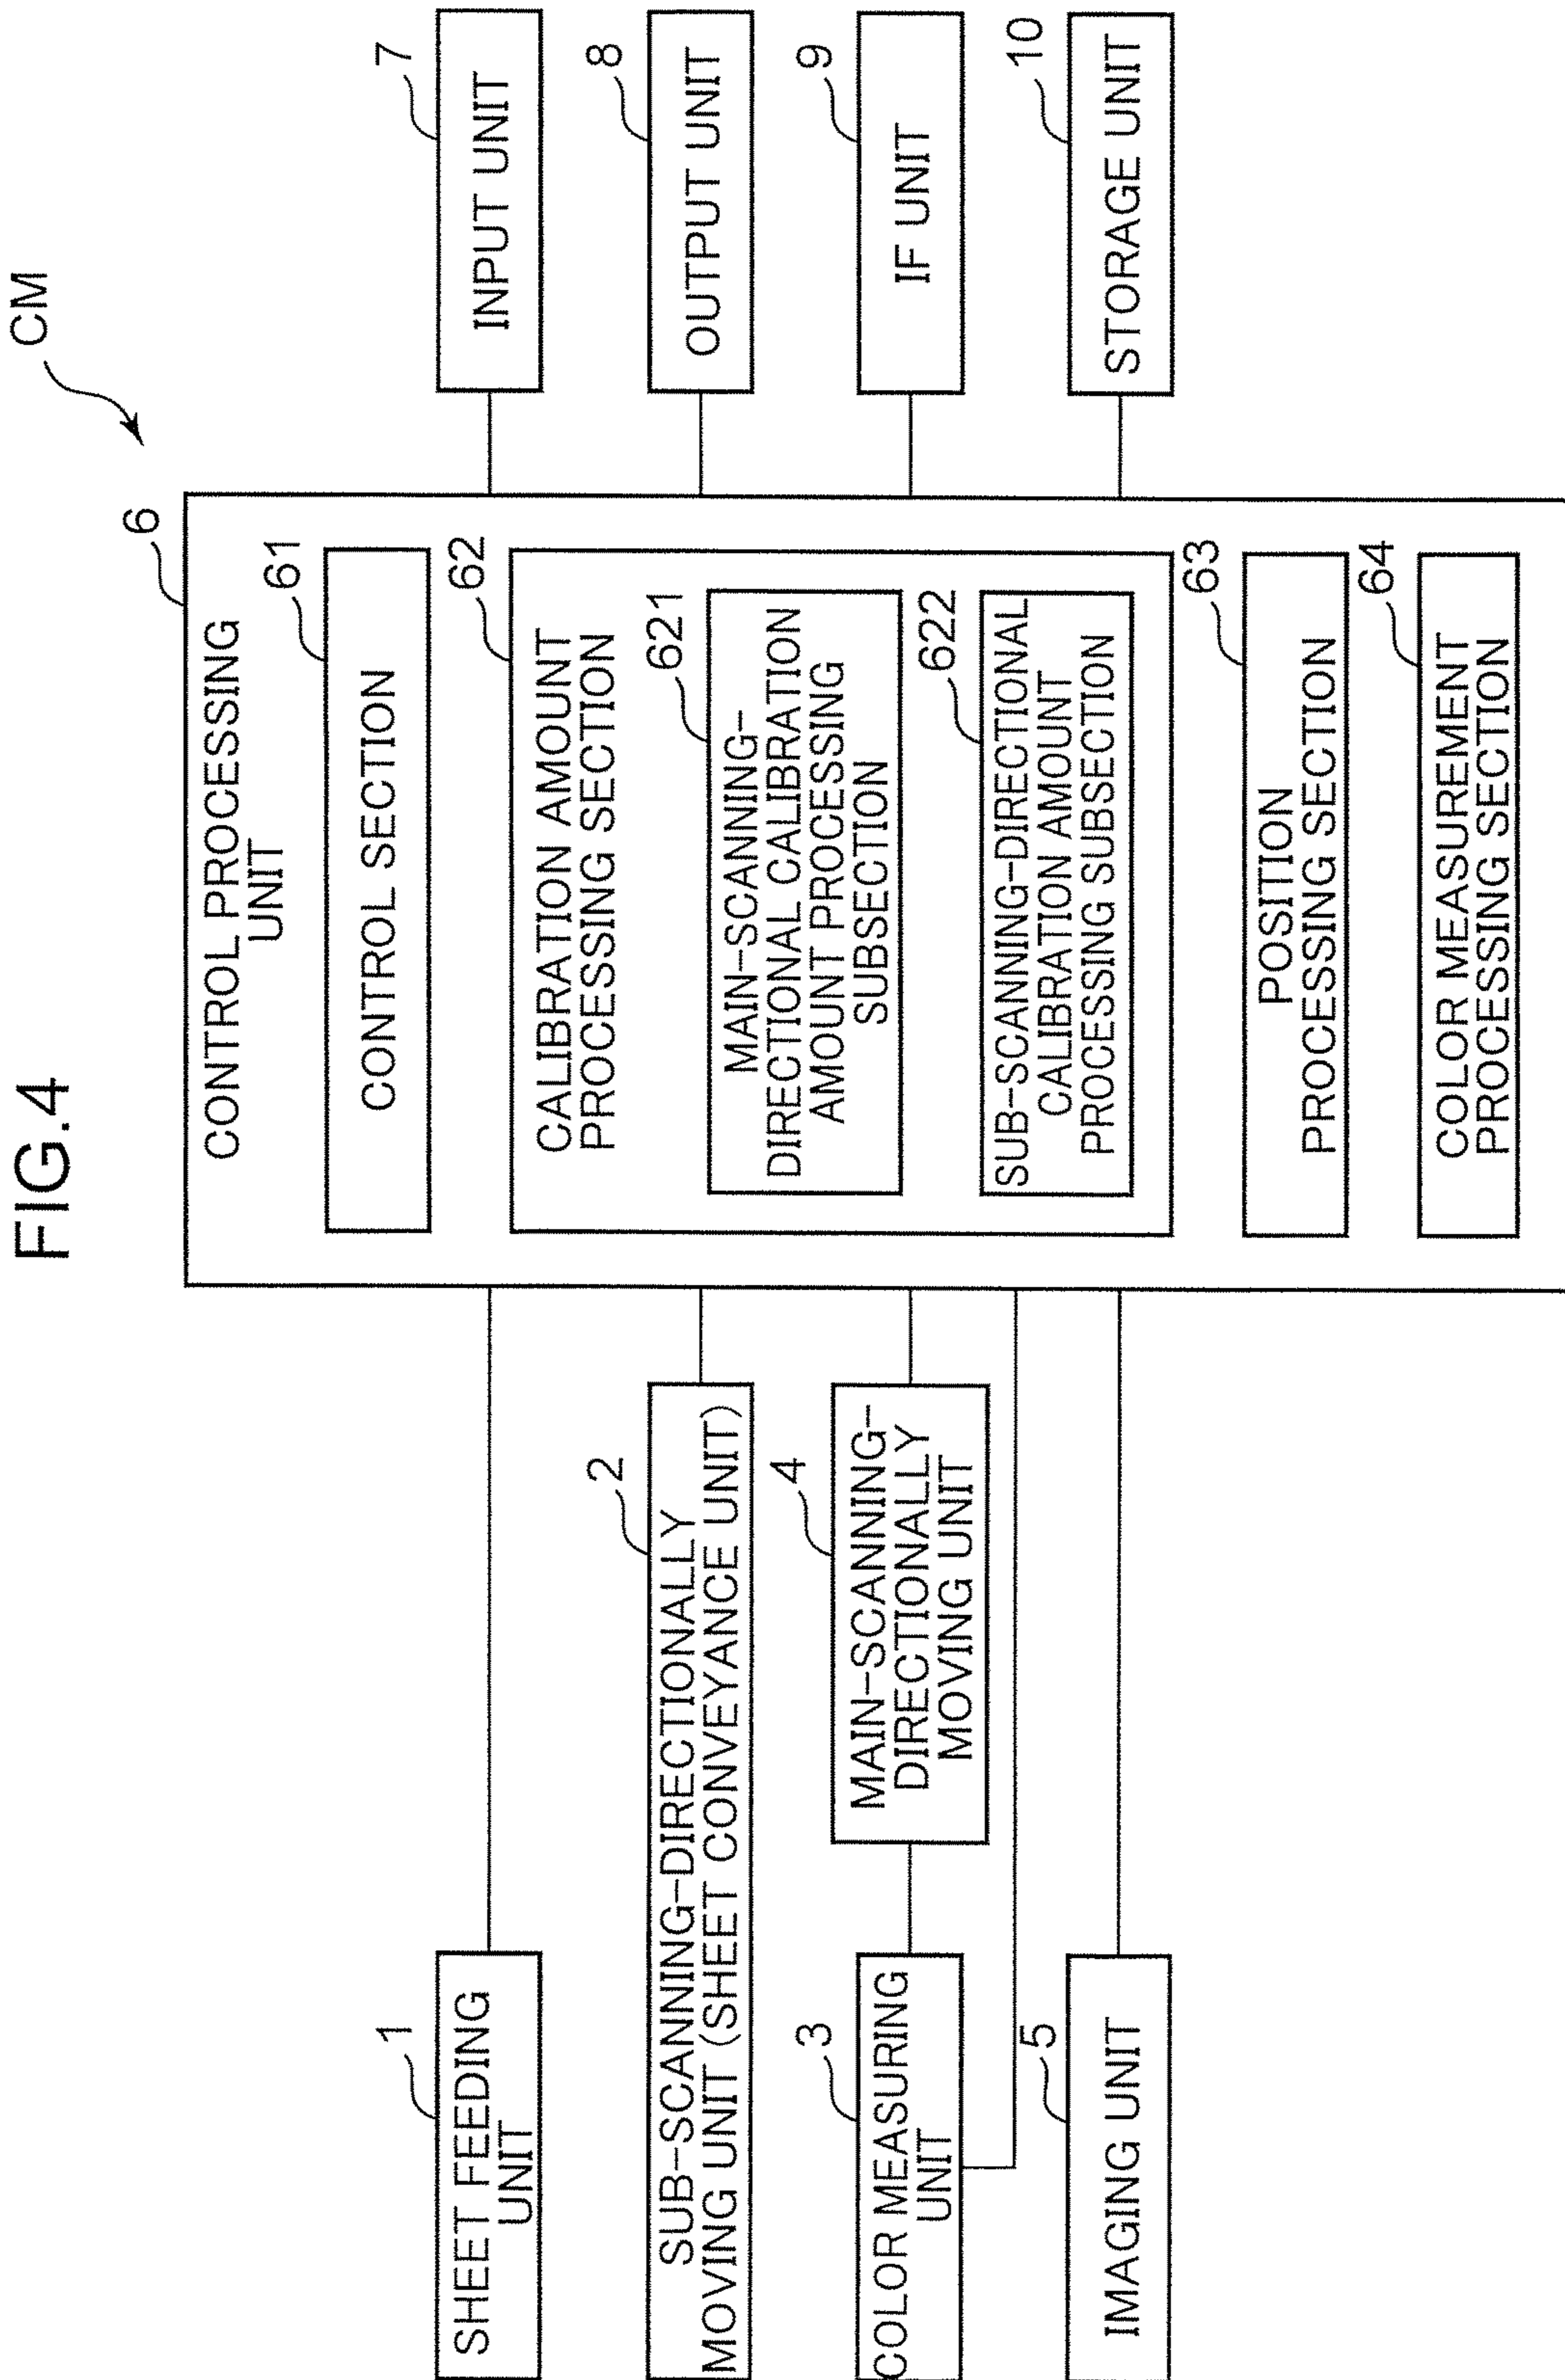 FIG.4
CM
1
SHEET FEEDING
UNIT
2
SUB-SCANNING-DIRECTIONALLY
MOVING UNIT (SHEET CONVEYANCE UNIT)
3
COLOR MEASURING
UNIT
4
MAIN-SCANNING-
DIRECTIONALLY
MOVING UNIT
5
IMAGING UNIT
6
CONTROL PROCESSING
UNIT
61
CONTROL SECTION
62
CALIBRATION AMOUNT
PROCESSING SECTION
621
MAIN-SCANNING-
DIRECTIONAL CALIBRATION
AMOUNT PROCESSING
SUBSECTION
622
SUB-SCANNING-DIRECTIONAL
CALIBRATION AMOUNT
PROCESSING SUBSECTION
63
POSITION
PROCESSING SECTION
64
COLOR MEASUREMENT
PROCESSING SECTION
7
INPUT UNIT
8
OUTPUT UNIT
9
IF UNIT
10
STORAGE UNIT